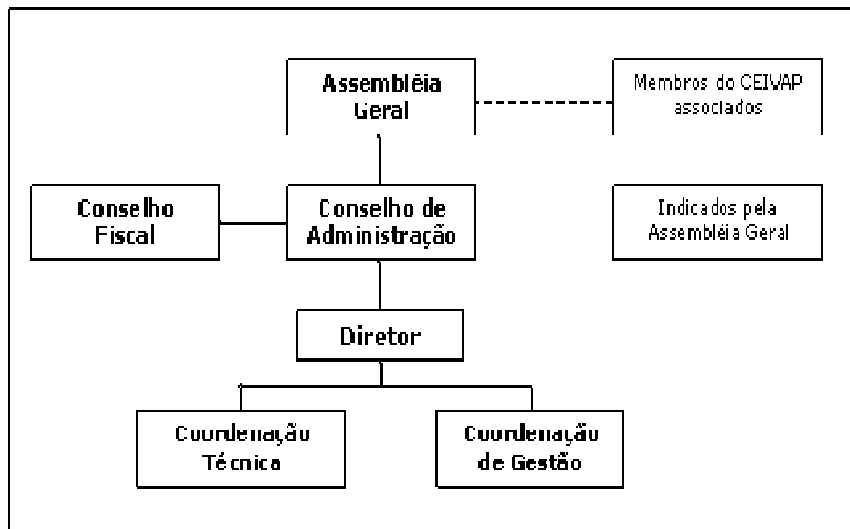 Assembléia
Geral
Membros do CEIVAP
associados
Conselho
Fiscal
Conselho de
Administração
Indicados pela
Assembléia Geral
Diretor
Coordenação
Técnica
Coordenação
de Gestão